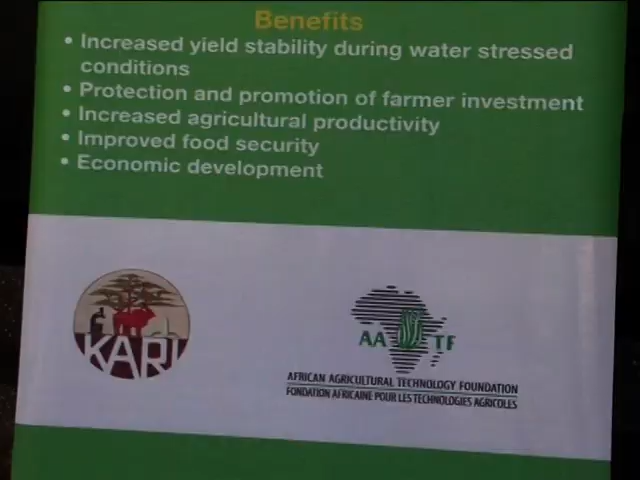 Benefits
• Increased yield stability during water stressed
conditions
• Protection and promotion of farmer investment
• Increased agricultural productivity
• Improved food security
• Economic development
KARI
AATF
AFRICAN AGRICULTURAL TECHNOLOGY FOUNDATION
FONDATION AFRICAINE POUR LES TECHNOLOGIES AGRICOLES